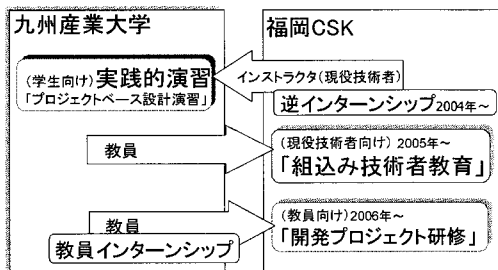 九州産業大学
福岡CSK
(学生向け)実践的演習
「プロジェクトベース設計演習」
インストラクタ(現役技術者)
逆インターンシップ2004年~
教員
(現役技術者向け)2005年~
「組込み技術者教育」
教員
教員インターンシップ
(教員向け)2006年~
「開発プロジェクト研修」